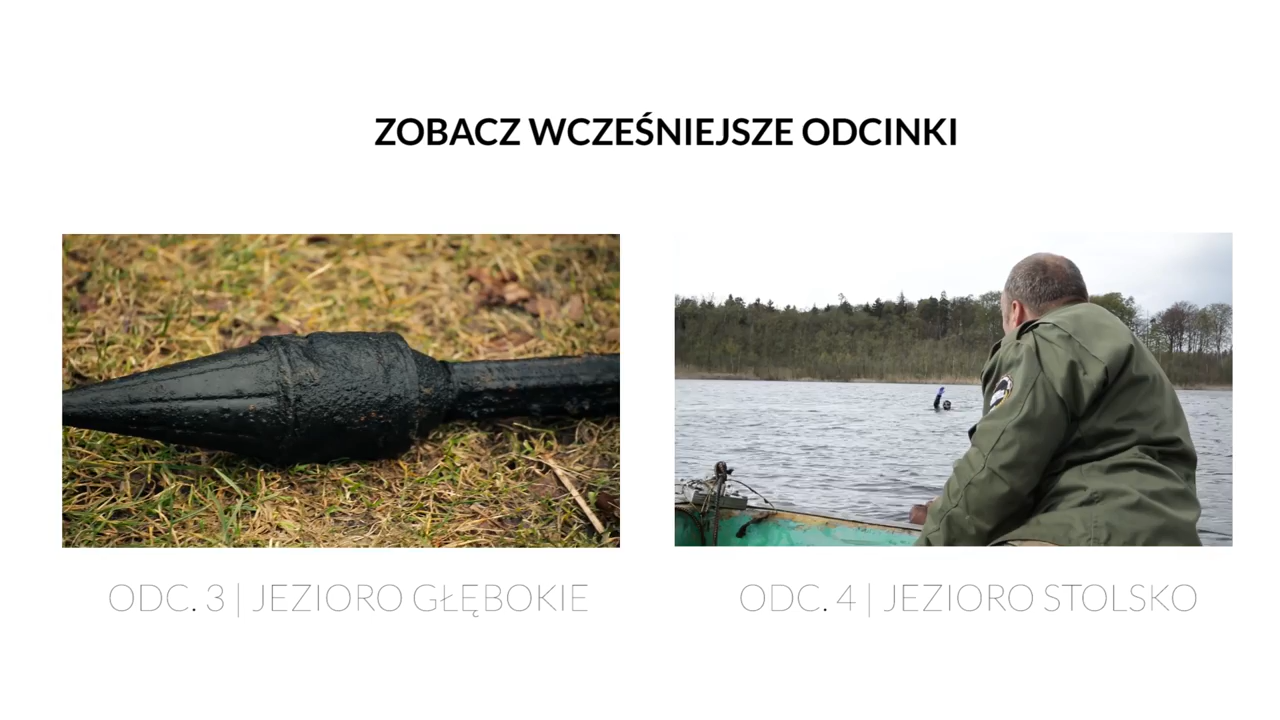 ZOBACZ WCZEŚNIEJSZE ODCINKI
ODC. 3 | JEZIORO GŁĘBOKIE
ODC. 4 | JEZIORO STOLSKO